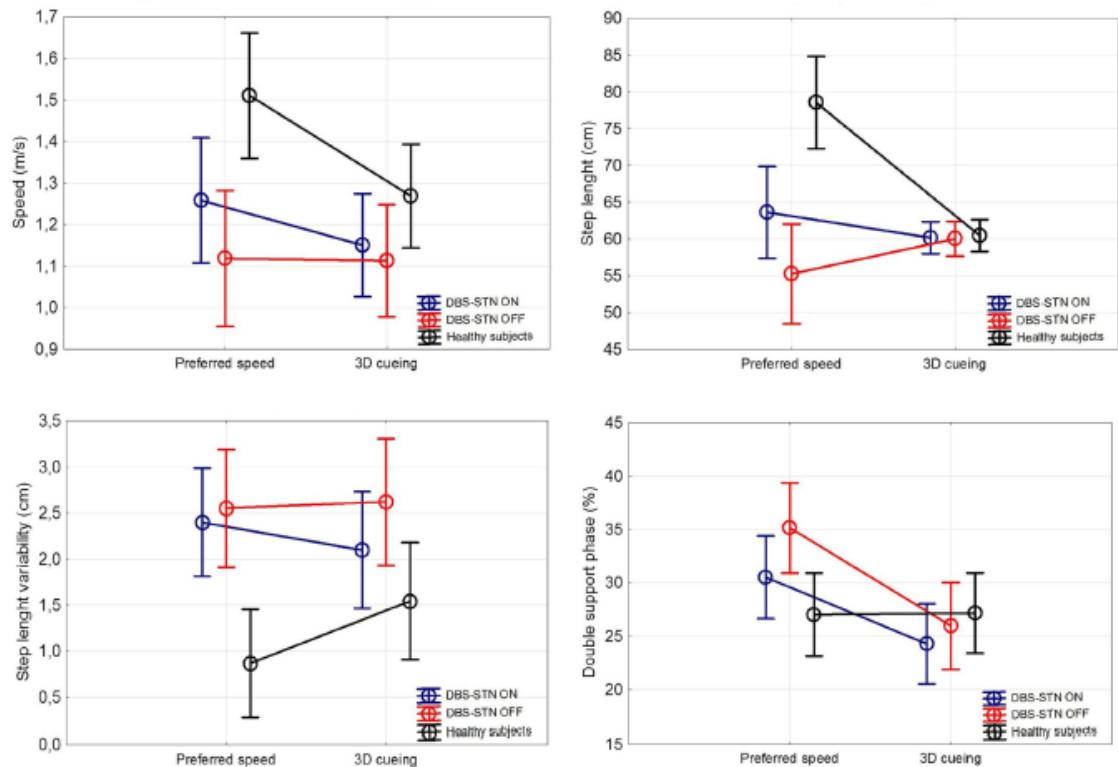 Speed (m/s)
1,7
1,6
1,5
1,4
1,3
1,2
1,1
1,0
0,9
DBS-STN ON
DBS-STN OFF
Healthy subjects
Preferred speed 3D cueing
Step lenght (cm)
90
85
80
75
70
65
60
55
50
45
DBS-STN ON
DBS-STN OFF
Healthy subjects
Preferred speed 3D cueing
Step lenght variability (cm)
3,5
3,0
2,5
2,0
1,5
1,0
0,5
0,0
DBS-STN ON
DBS-STN OFF
Healthy subjects
Preferred speed 3D cueing
Double support phase (%)
45
40
35
30
25
20
15
DBS-STN ON
DBS-STN OFF
Healthy subjects
Preferred speed 3D cueing